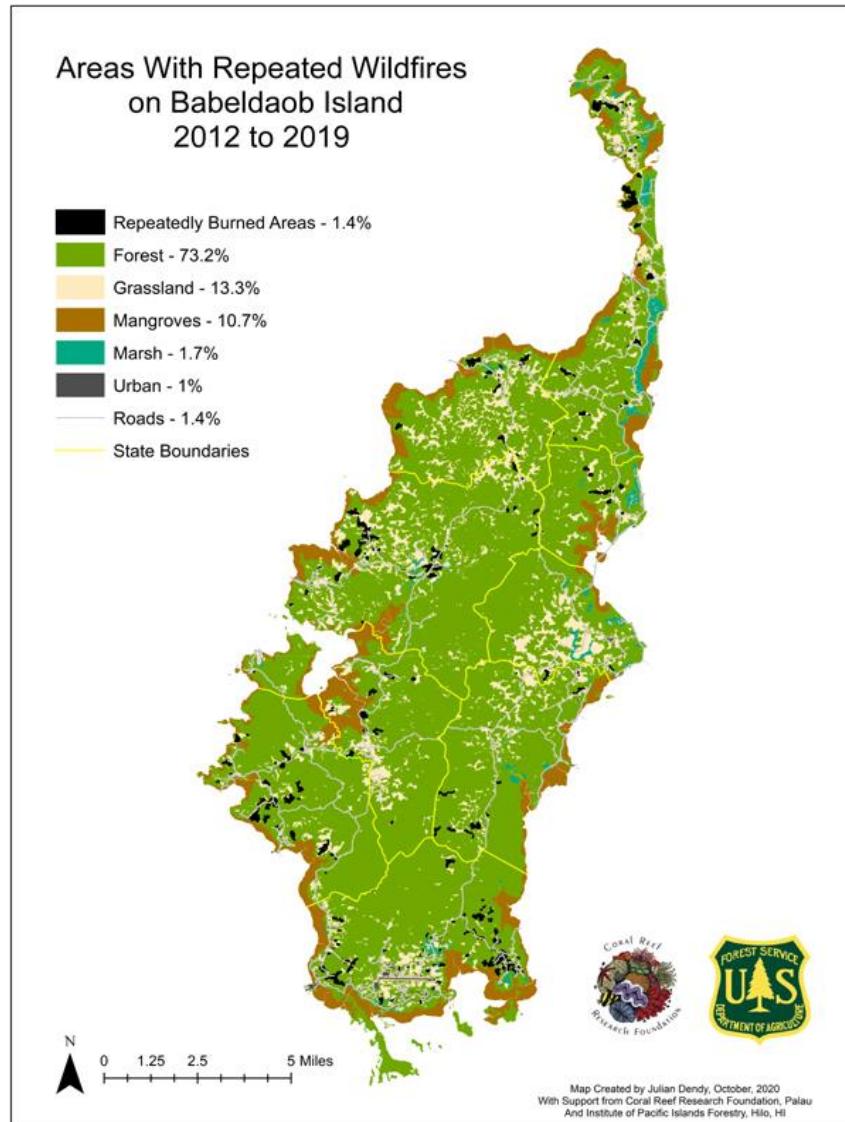 Areas With Repeated Wildfires
on Babeldaob Island
2012 to 2019
Repeatedly Burned Areas - 1.4%
Forest - 73.2%
Grassland - 13.3%
Mangroves - 10.7%
Marsh - 1.7%
Urban - 1%
Roads - 1.4%
State Boundaries
CORAL REEF
RESEARCH FOUNDATION
FOREST SERVICE
U S
DEPARTMENT OF AGRICULTURE
N
0 1.25 2.5 5 Miles
Map Created by Julian Dendy, October, 2020
With Support from Coral Reef Research Foundation, Palau
And Institute of Pacific Islands Forestry, Hilo, HI